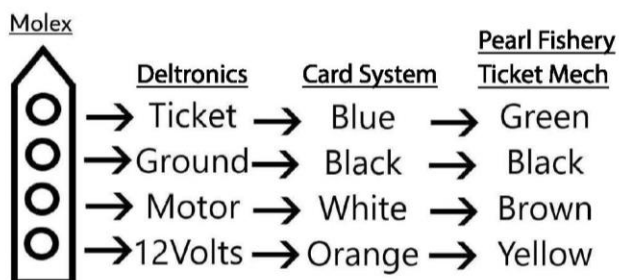 Molex
Pearl Fishery
Deltronics Card System Ticket Mech
Ticket Blue Green
Ground Black Black
Motor White Brown
12Volts Orange Yellow